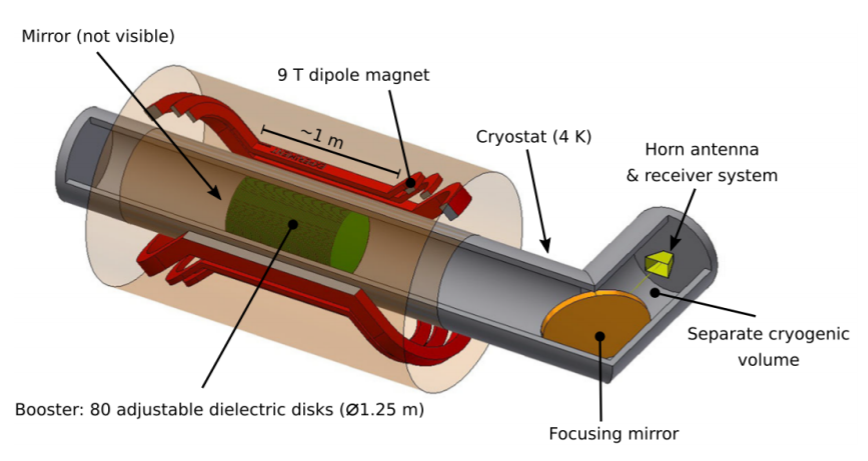 Mirror (not visible)
9 T dipole magnet
~1 m
Cryostat (4 K)
Horn antenna
& receiver system
Separate cryogenic
volume
Booster: 80 adjustable dielectric disks (Ø1.25 m)
Focusing mirror